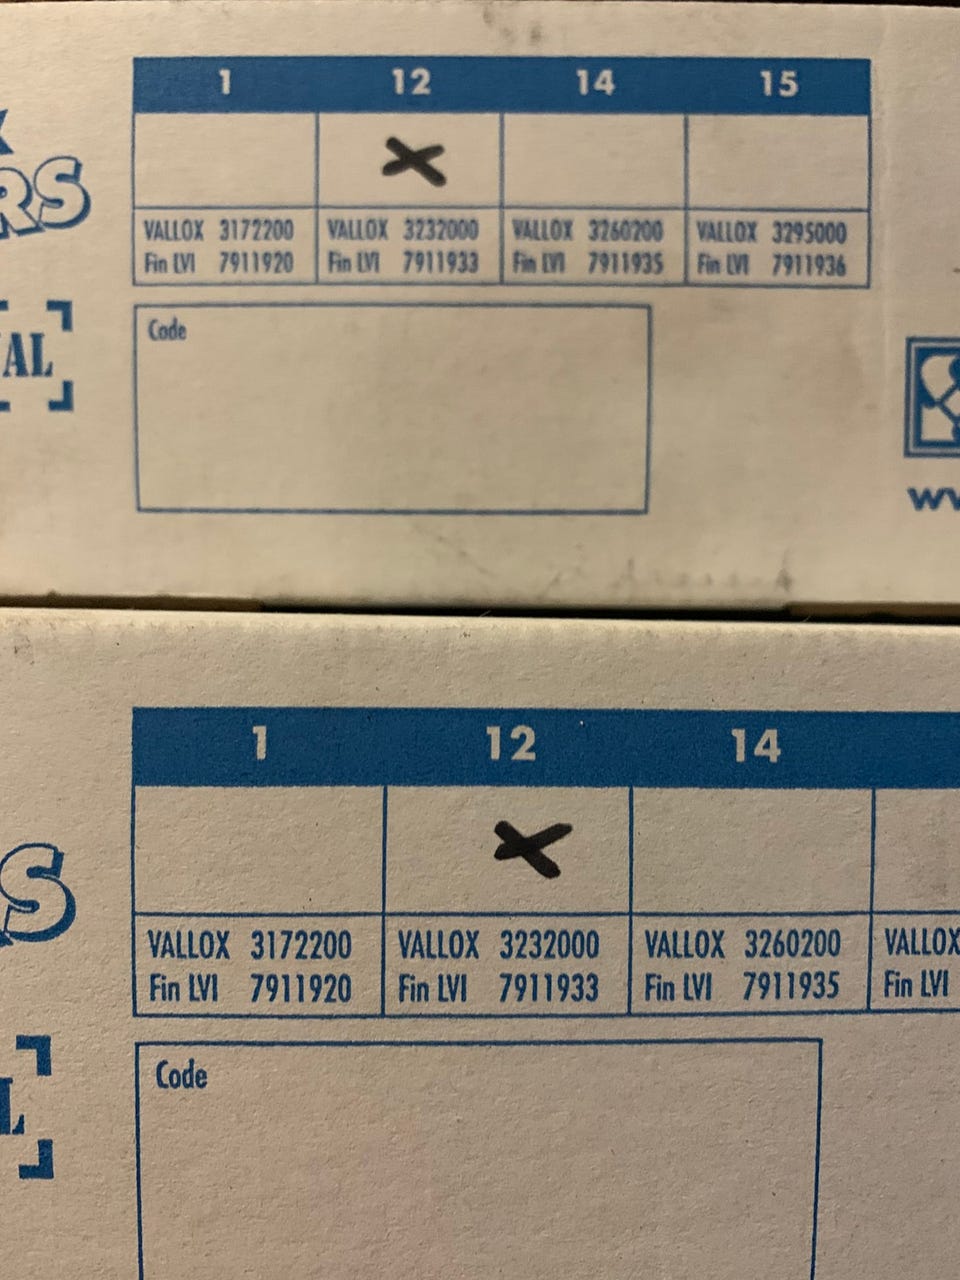 1 12 14 15
VALLOX 3172200 VALLOX 3232000 VALLOX 3260200 VALLOX 3295000
Fin LVI 7911920 Fin LVI 7911933 Fin LVI 7911935 Fin LVI 7911936
RS
AL
Code
1 12 14
S
VALLOX 3172200 VALLOX 3232000 VALLOX 3260200 VALLOX
Fin LVI 7911920 Fin LVI 7911933 Fin LVI 7911935 Fin LVI
L
Code